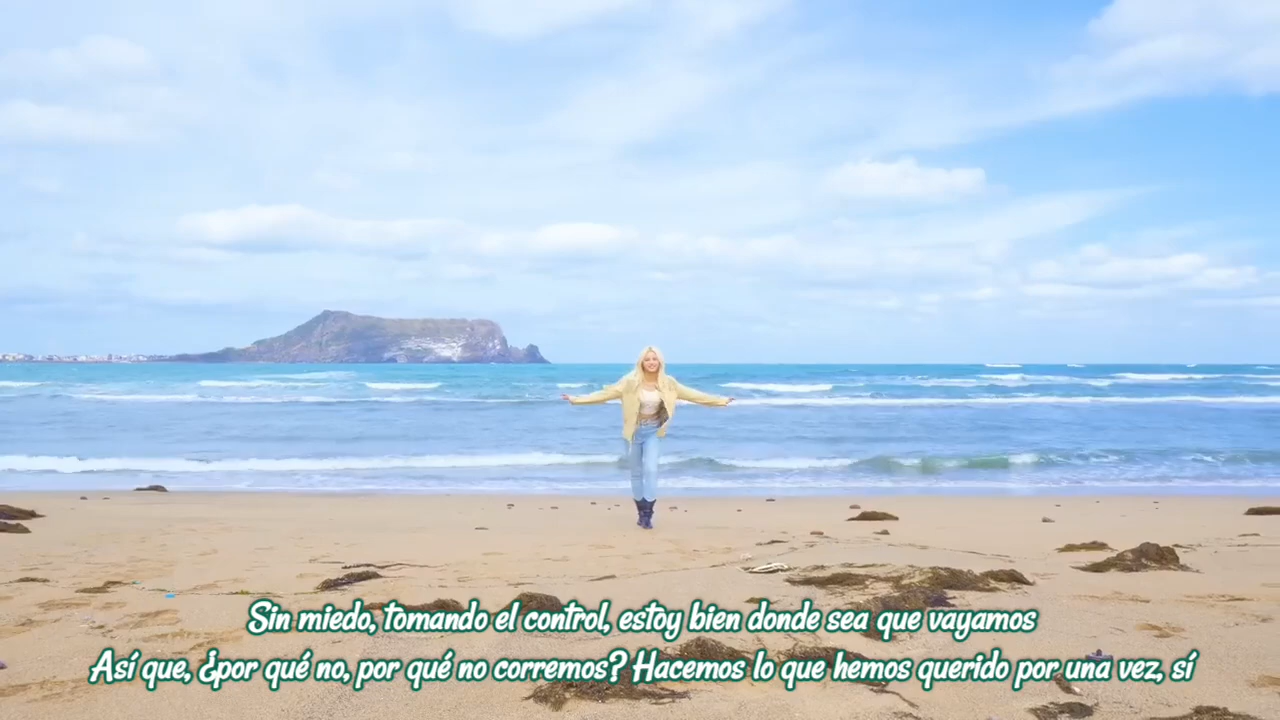 Sin miedo, tomando el control, estoy bien donde sea que vayamos
Así que, ¿por qué no, por qué no corremos? Hacemos lo que hemos querido por una vez, sí